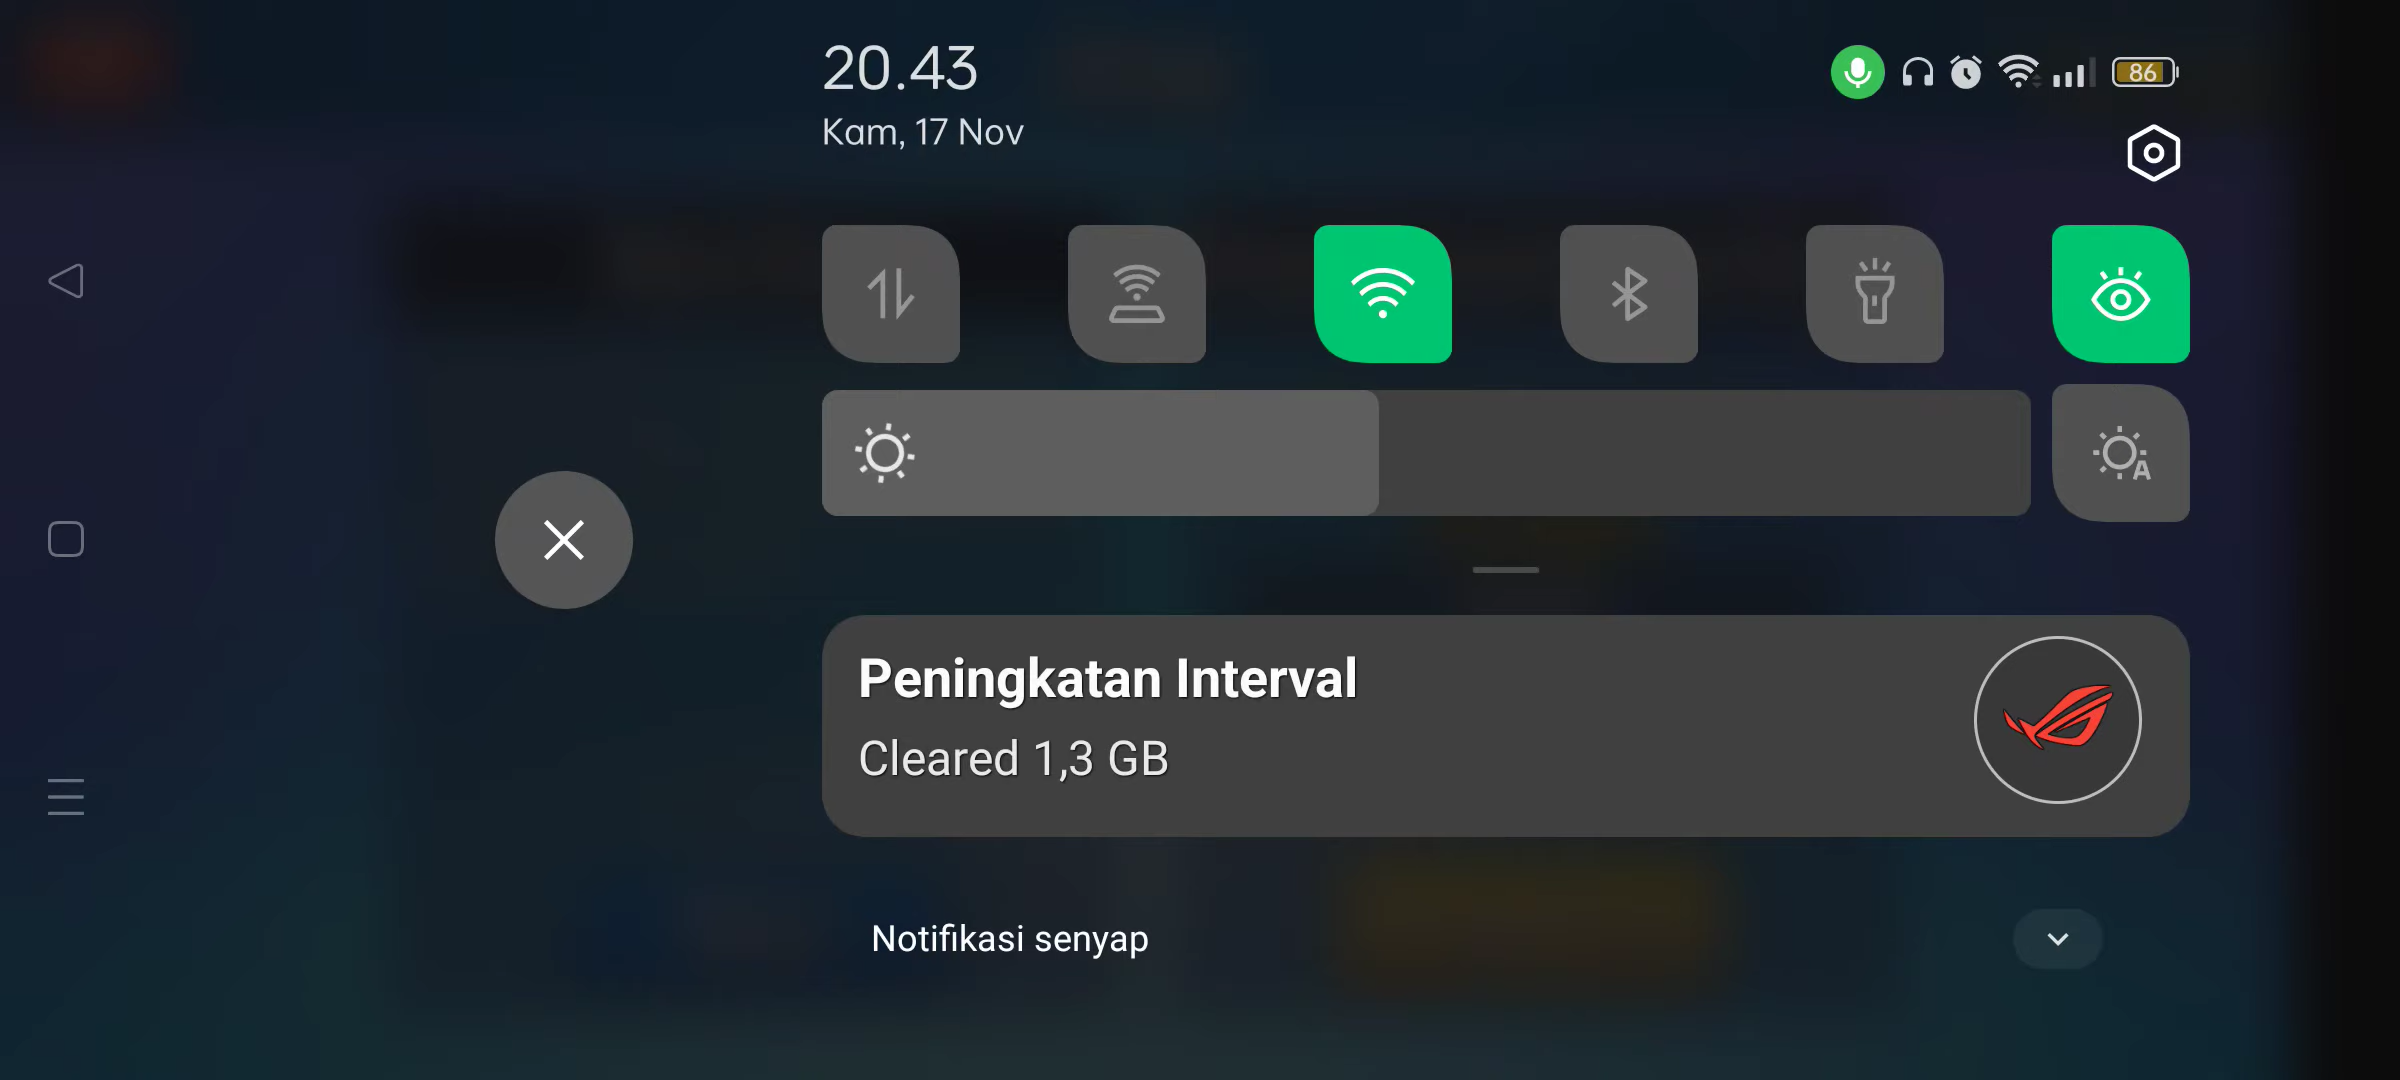 20.43
Kam, 17 Nov
86
A
Peningkatan Interval
Cleared 1,3 GB
Notifikasi senyap